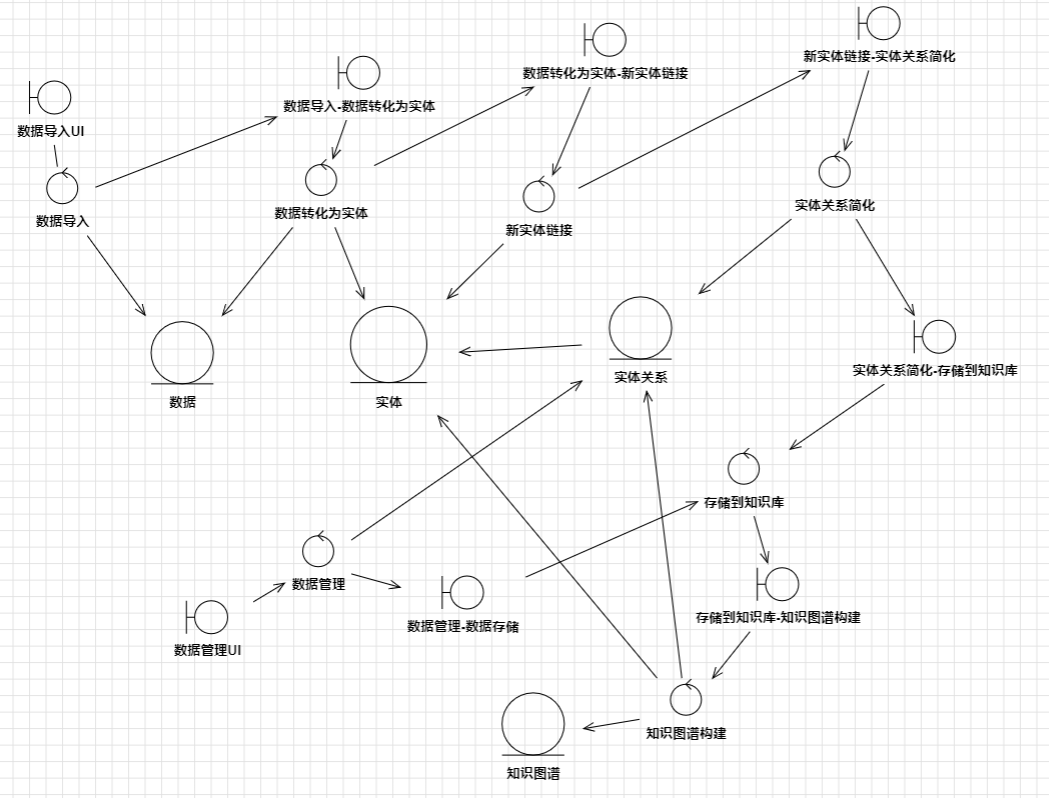 新实体链接-实体关系简化
数据转化为实体-新实体链接
数据导入-数据转化为实体
数据导入UI
实体关系简化
数据转化为实体
数据导入
新实体链接
实体关系简化-存储到知识库
实体关系
数据
实体
存储到知识库
数据管理
存储到知识库-知识图谱构建
数据管理-数据存储
数据管理UI
知识图谱构建
知识图谱